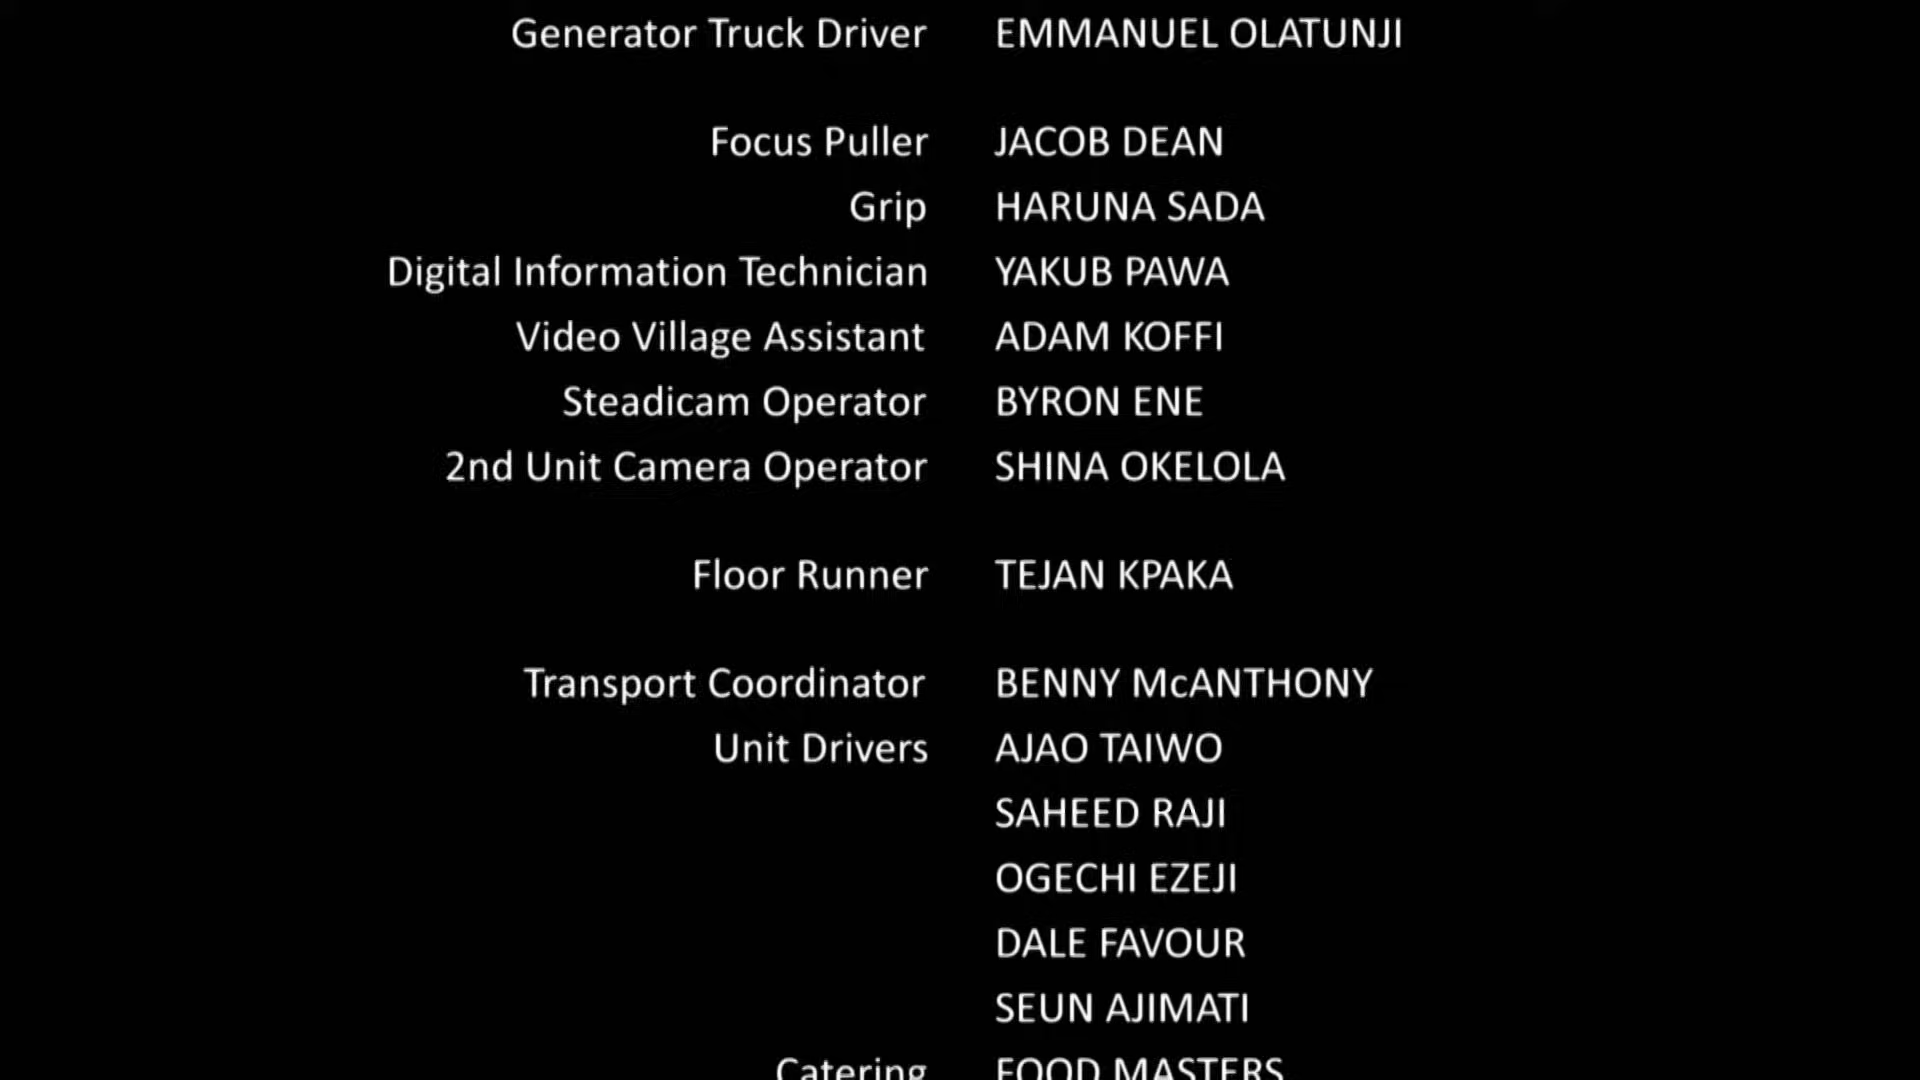 Generator Truck Driver EMMANUEL OLATUNJI
Focus Puller JACOB DEAN
Grip HARUNA SADA
Digital Information Technician YAKUB PAWA
Video Village Assistant ADAM KOFFI
Steadicam Operator BYRON ENE
2nd Unit Camera Operator SHINA OKELOLA
Floor Runner TEJAN KPAKA
Transport Coordinator BENNY McANTHONY
Unit Drivers AJAO TAIWO
SAHEED RAJI
OGECHI EZEJI
DALE FAVOUR
SEUN AJIMATI
Catering FOOD MASTERS